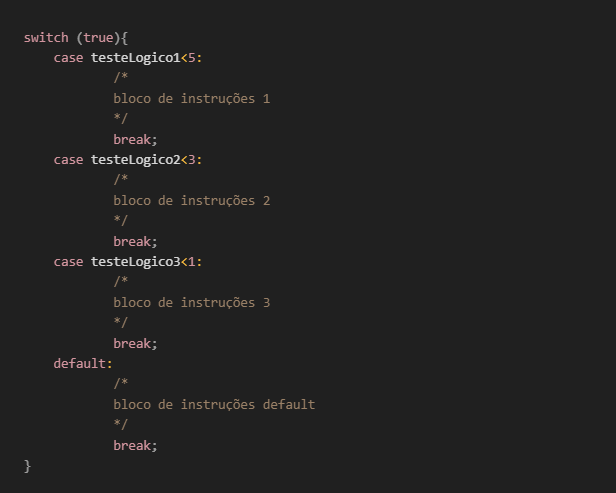 switch (true){
    case testeLogico1<5:
            /*
            bloco de instruções 1
            */
            break;
    case testeLogico2<3:
            /*
            bloco de instruções 2
            */
            break;
    case testeLogico3<1:
            /*
            bloco de instruções 3
            */
            break;
    default:
            /*
            bloco de instruções default
            */
            break;
}